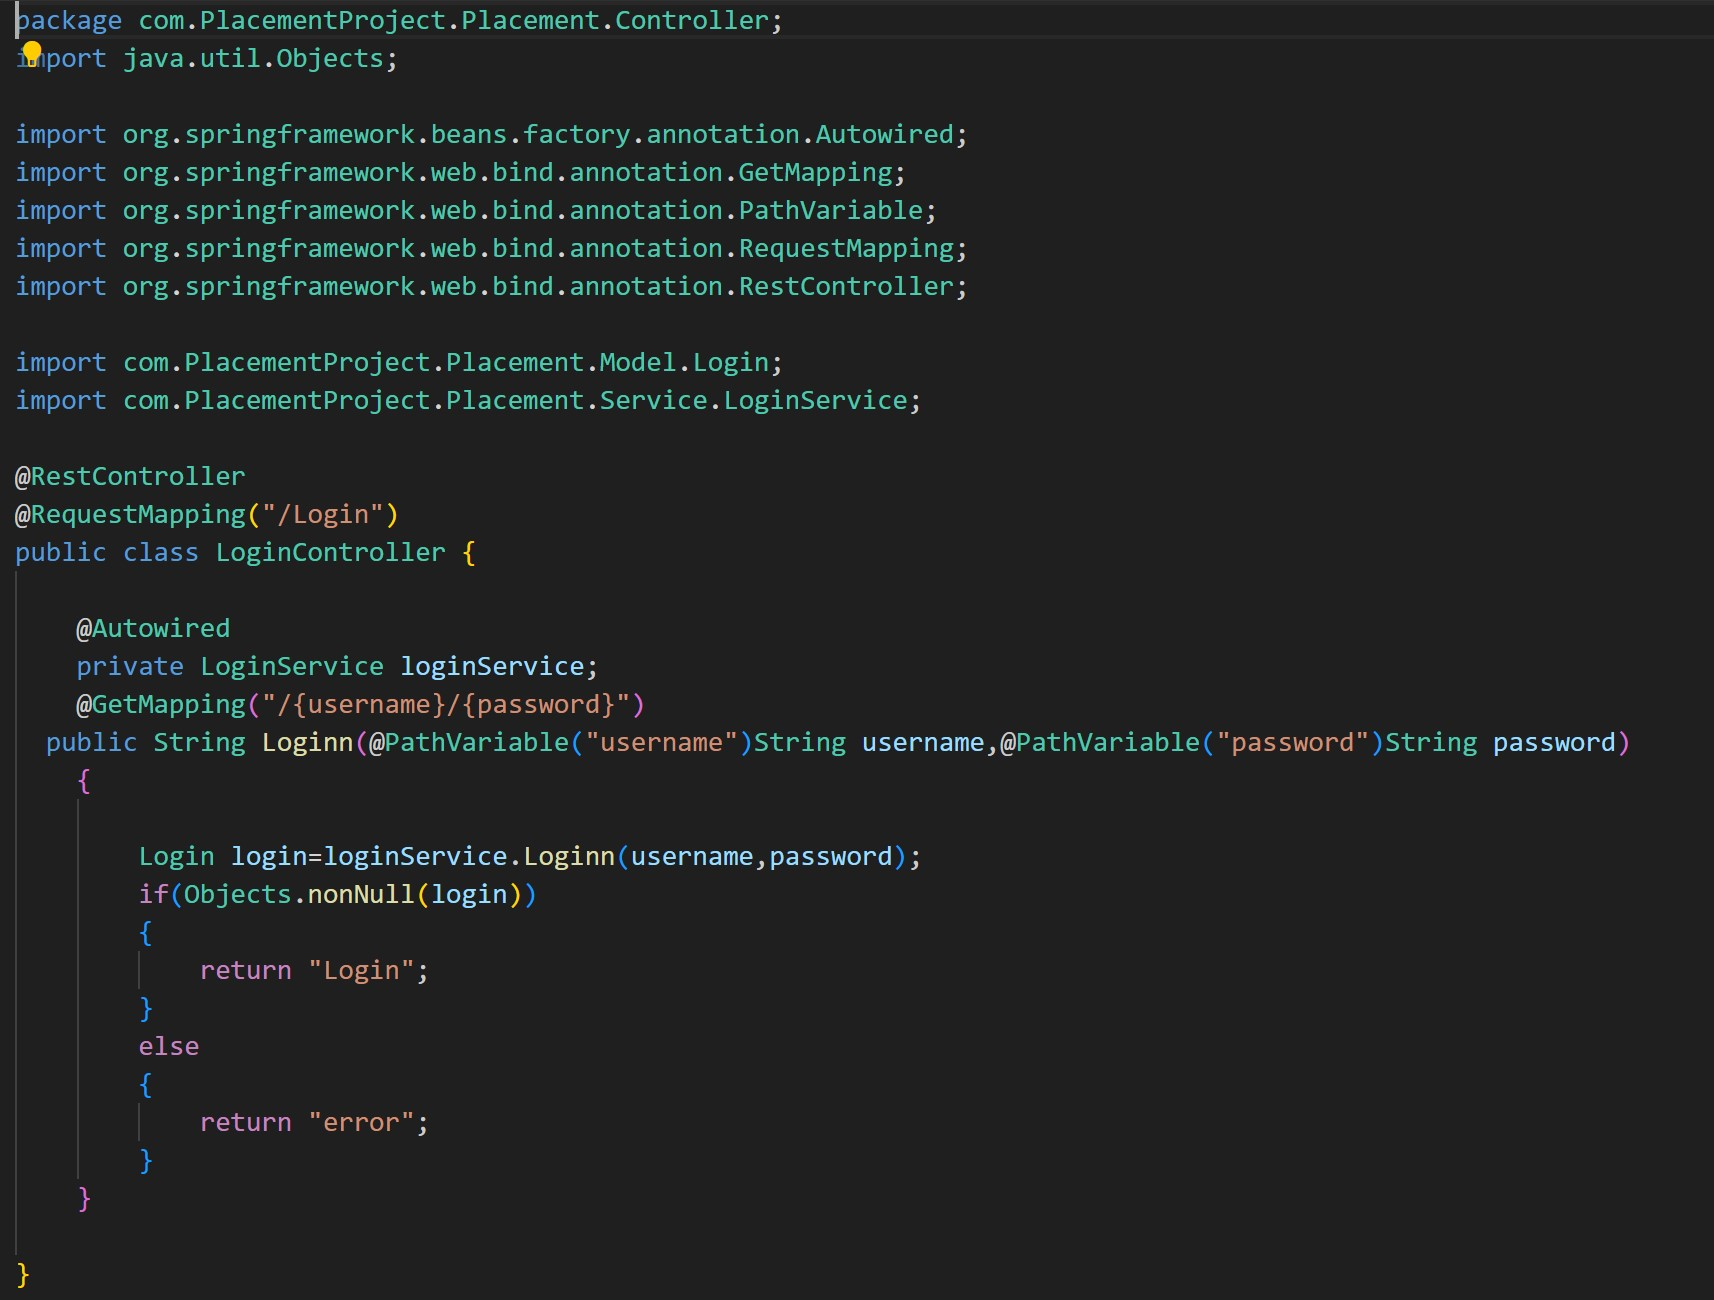 package com.PlacementProject.Placement.Controller;
import java.util.Objects;
import org.springframework.beans.factory.annotation.Autowired;
import org.springframework.web.bind.annotation.GetMapping;
import org.springframework.web.bind.annotation.PathVariable;
import org.springframework.web.bind.annotation.RequestMapping;
import org.springframework.web.bind.annotation.RestController;
import com.PlacementProject.Placement.Model.Login;
import com.PlacementProject.Placement.Service.LoginService;
@RestController
@RequestMapping("/Login")
public class LoginController {
@Autowired
private LoginService loginService;
@GetMapping("/{username}/{password}")
public String Loginn(@PathVariable("username")String username,@PathVariable("password")String password)
{
Login login=loginService.Loginn(username,password);
if(Objects.nonNull(login))
{
return "Login";
}
else
{
return "error";
}
}
}